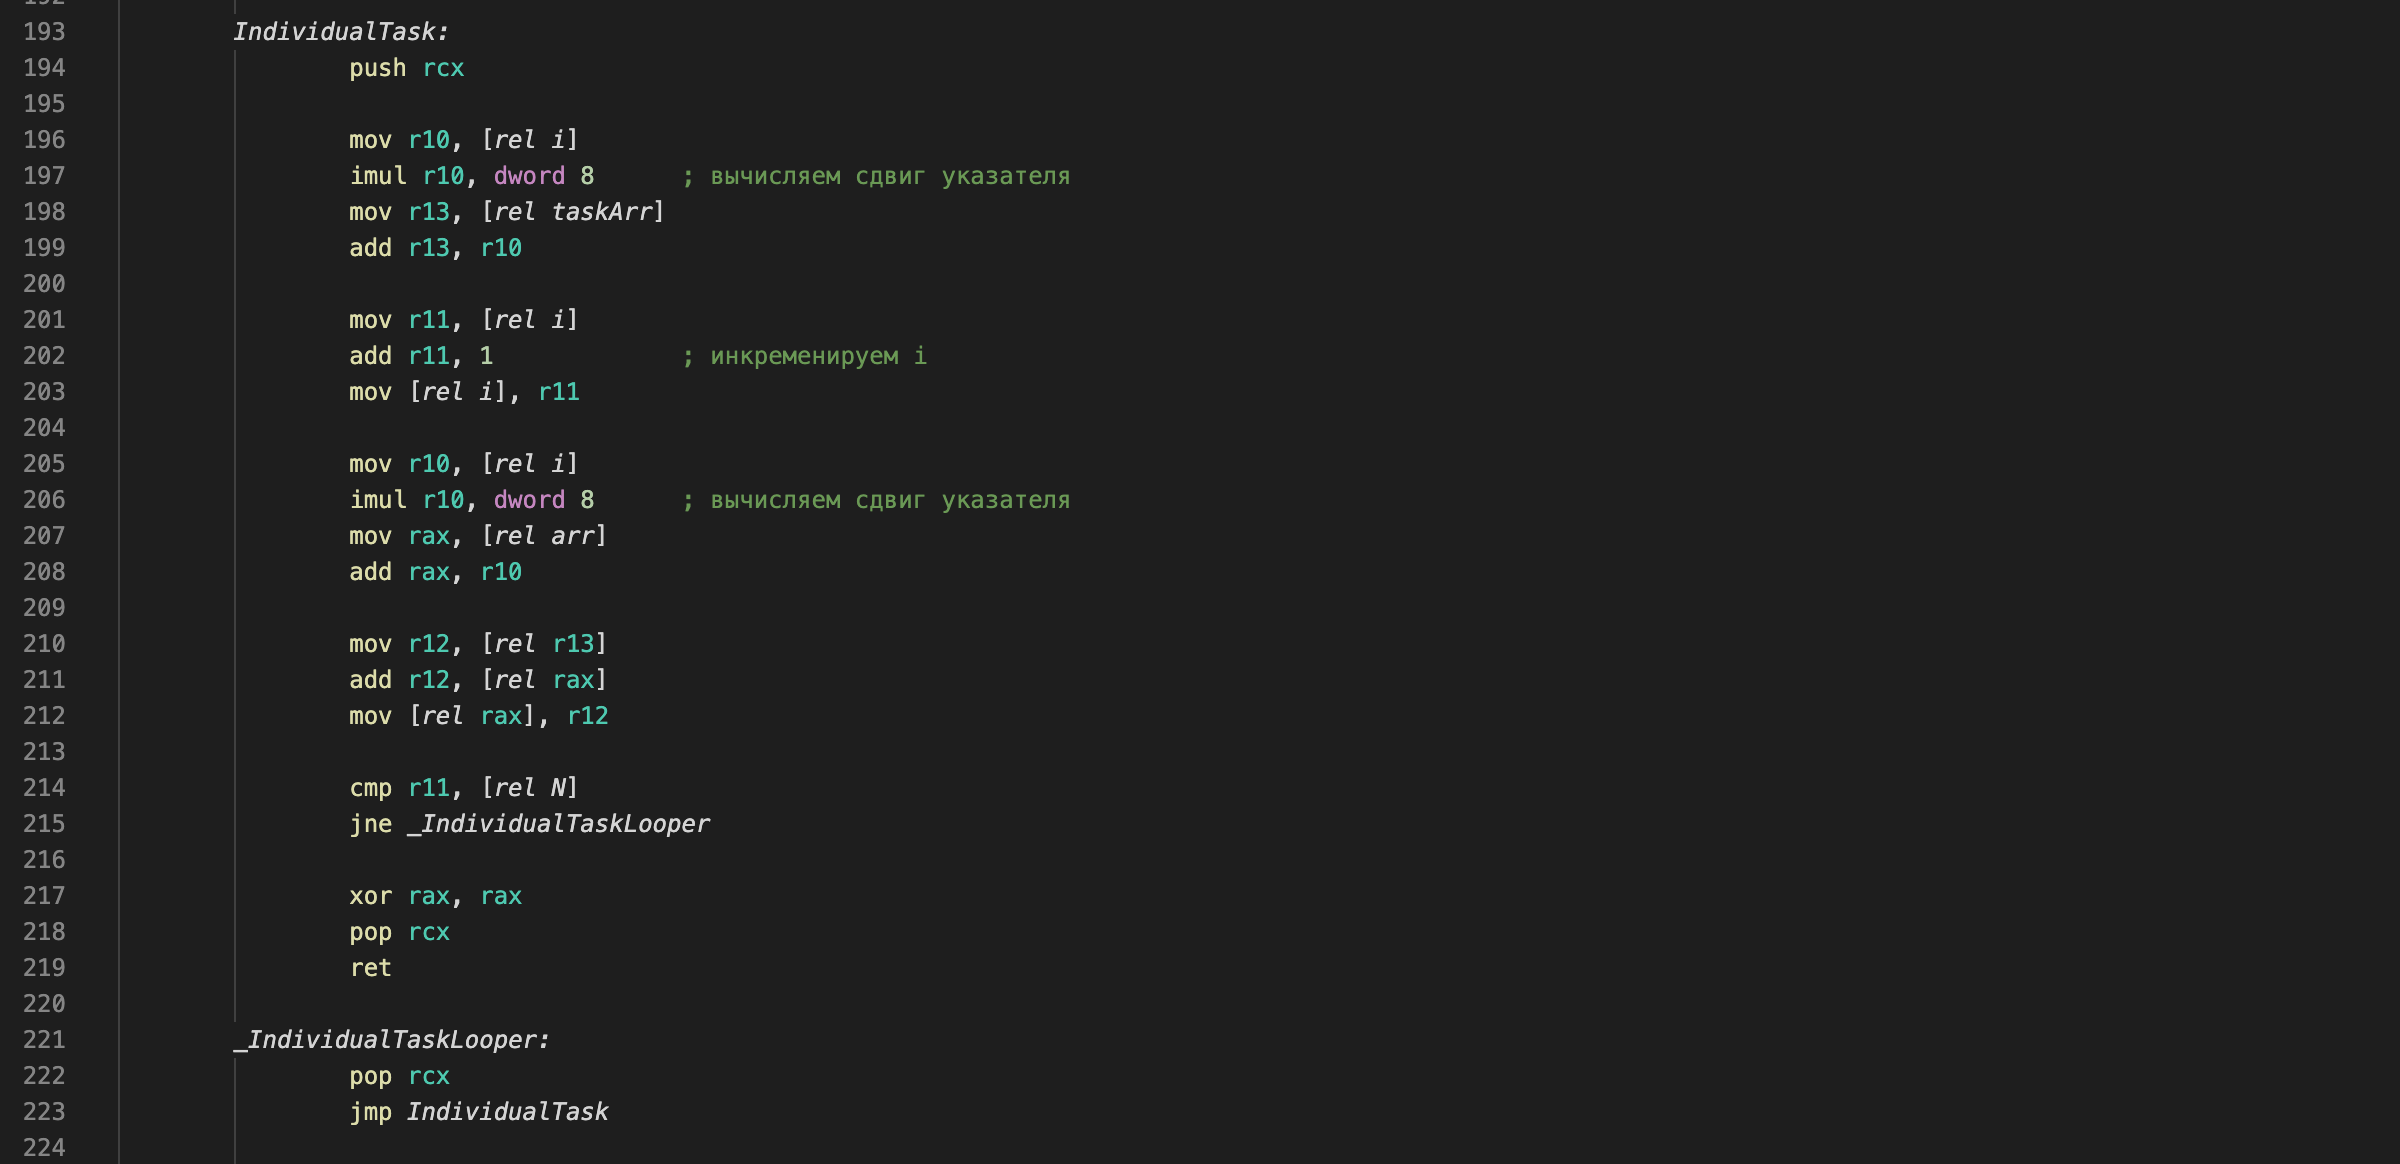 193 IndividualTask:
194 push rcx
195
196 mov r10, [rel i]
197 imul r10, dword 8 ; вычисляем сдвиг указателя
198 mov r13, [rel taskArr]
199 add r13, r10
200
201 mov r11, [rel i]
202 add r11, 1 ; инкременируем i
203 mov [rel i], r11
204
205 mov r10, [rel i]
206 imul r10, dword 8 ; вычисляем сдвиг указателя
207 mov rax, [rel arr]
208 add rax, r10
209
210 mov r12, [rel r13]
211 add r12, [rel rax]
212 mov [rel rax], r12
213
214 cmp r11, [rel N]
215 jne _IndividualTaskLooper
216
217 xor rax, rax
218 pop rcx
219 ret
220
221 _IndividualTaskLooper:
222 pop rcx
223 jmp IndividualTask
224